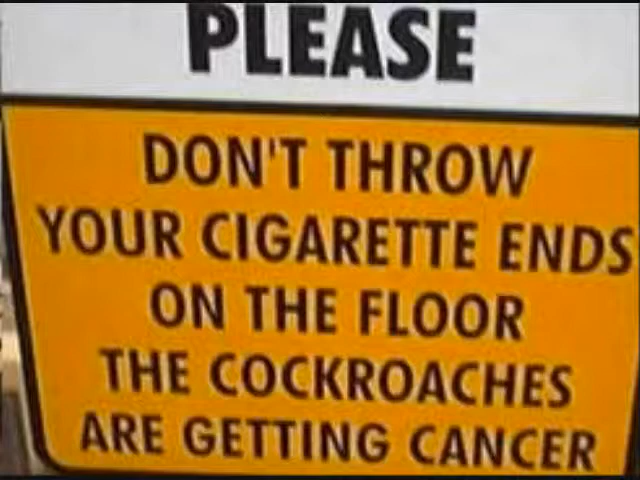 PLEASE
DON'T THROW
YOUR CIGARETTE ENDS
ON THE FLOOR
THE COCKROACHES
ARE GETTING CANCER